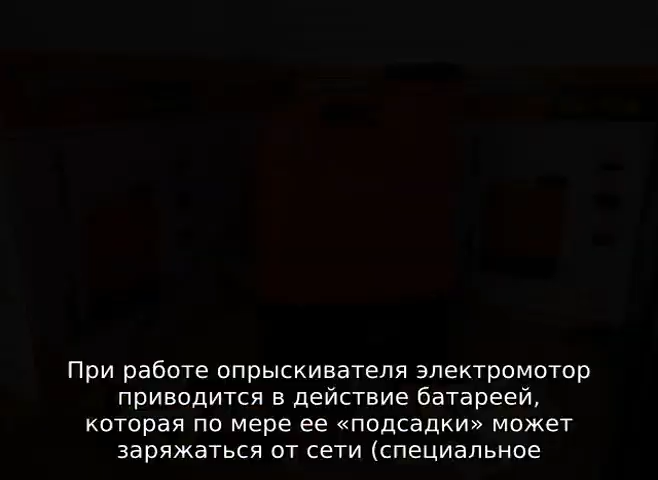 При работе опрыскивателя электромотор
приводится в действие батареей,
которая по мере ее «подсадки» может
заряжаться от сети (специальное